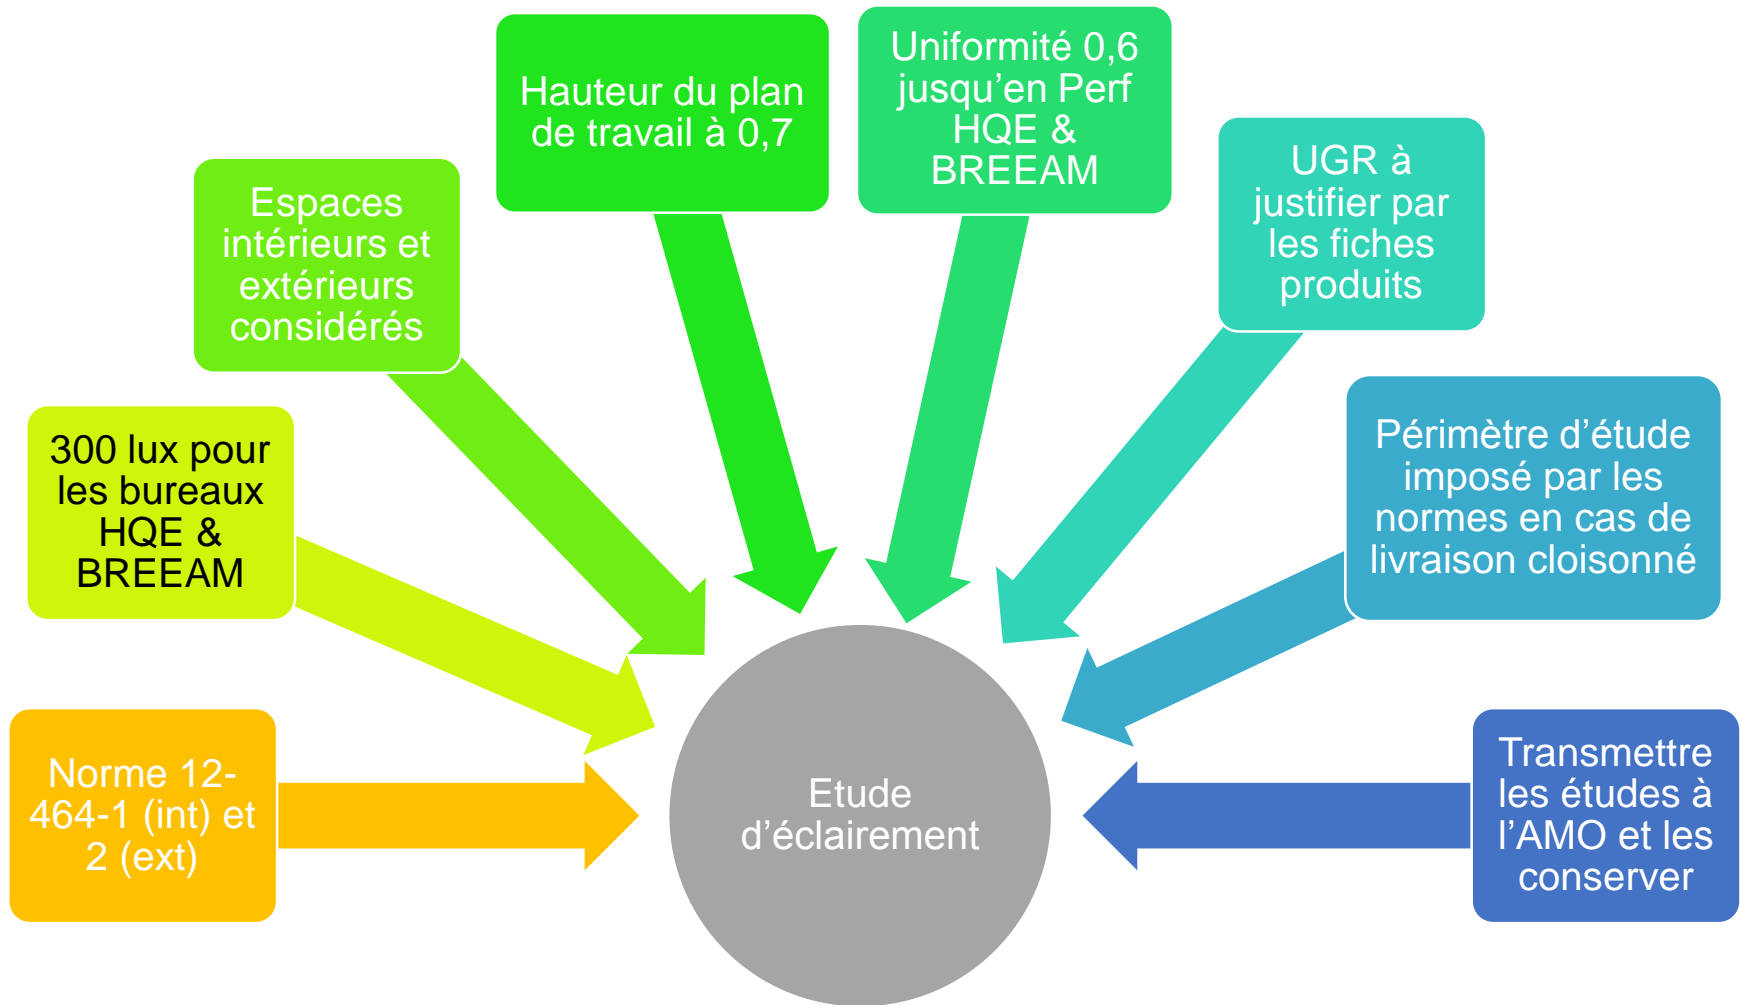 Norme 12-
464-1 (int) et
2 (ext)
300 lux pour
les bureaux
HQE &
BREEAM
Espaces
intérieurs et
extérieurs
considérés
Hauteur du plan
de travail à 0,7
Uniformité 0,6
jusqu’en Perf
HQE &
BREEAM
UGR à
justifier par
les fiches
produits
Périmètre d’étude
imposé par les
normes en cas de
livraison cloisonné
Transmettre
les études à
l’AMO et les
conserver
Etude
d’éclairement